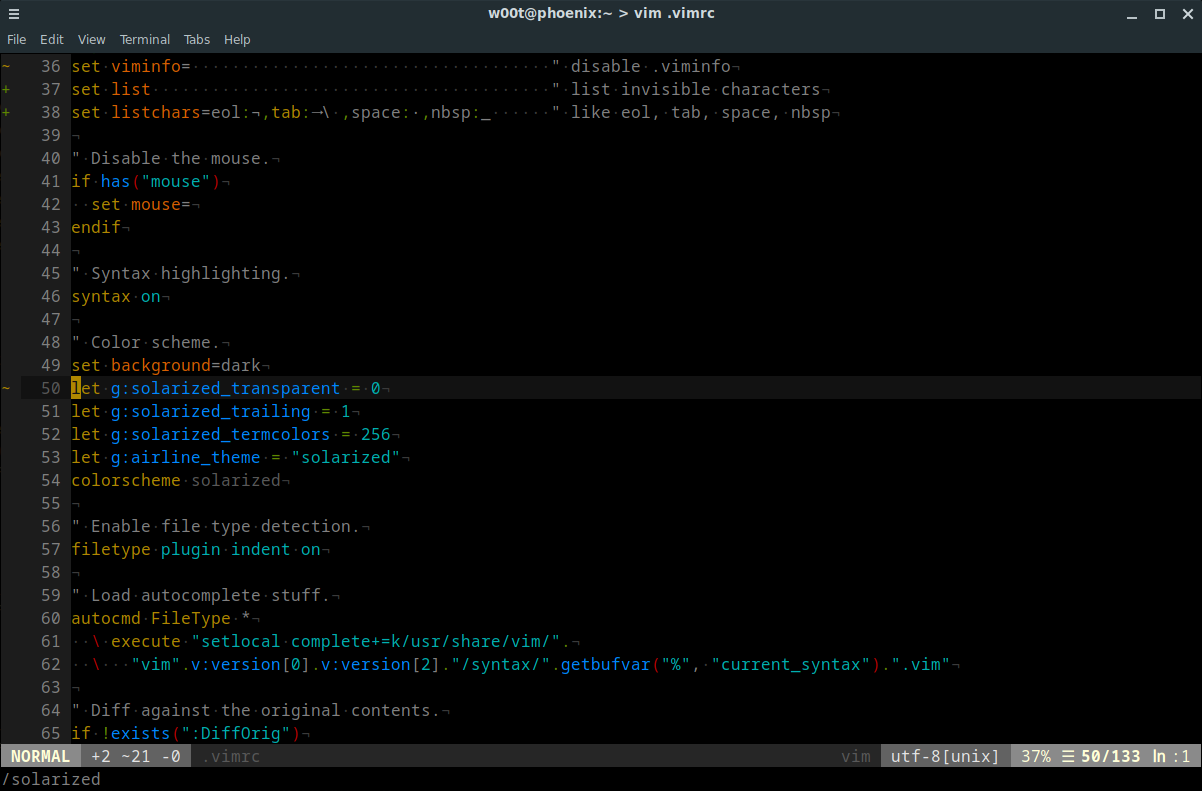 w00t@phoenix:~ > vim .vimrc
File Edit View Terminal Tabs Help
~ 36 set·viminfo=····································"·disable·.viminfo¬
+ 37 set·list········································"·list·invisible·characters¬
+ 38 set·listchars=eol:¬,tab:→\·,space:·,nbsp:_······"·like·eol,·tab,·space,·nbsp¬
39 ¬
40 "·Disable·the·mouse.¬
41 if·has("mouse")¬
42 ··set·mouse=¬
43 endif¬
44 ¬
45 "·Syntax·highlighting.¬
46 syntax·on¬
47 ¬
48 "·Color·scheme.¬
49 set·background=dark¬
~ 50 let·g:solarized_transparent·=·0¬
51 let·g:solarized_trailing·=·1¬
52 let·g:solarized_termcolors·=·256¬
53 let·g:airline_theme·=·"solarized"¬
54 colorscheme·solarized¬
55 ¬
56 "·Enable·file·type·detection.¬
57 filetype·plugin·indent·on¬
58 ¬
59 "·Load·autocomplete·stuff.¬
60 autocmd·FileType·*¬
61 ··\·execute·"setlocal·complete+=k/usr/share/vim/".¬
62 ··\···"vim".v:version[0].v:version[2]."/syntax/".getbufvar("%",·"current_syntax").".vim"¬
63 ¬
64 "·Diff·against·the·original·contents.¬
65 if·!exists(":DiffOrig")¬
NORMAL +2 ~21 -0 .vimrc vim utf-8[unix] 37% ☰ 50/133 ln :1
/solarized